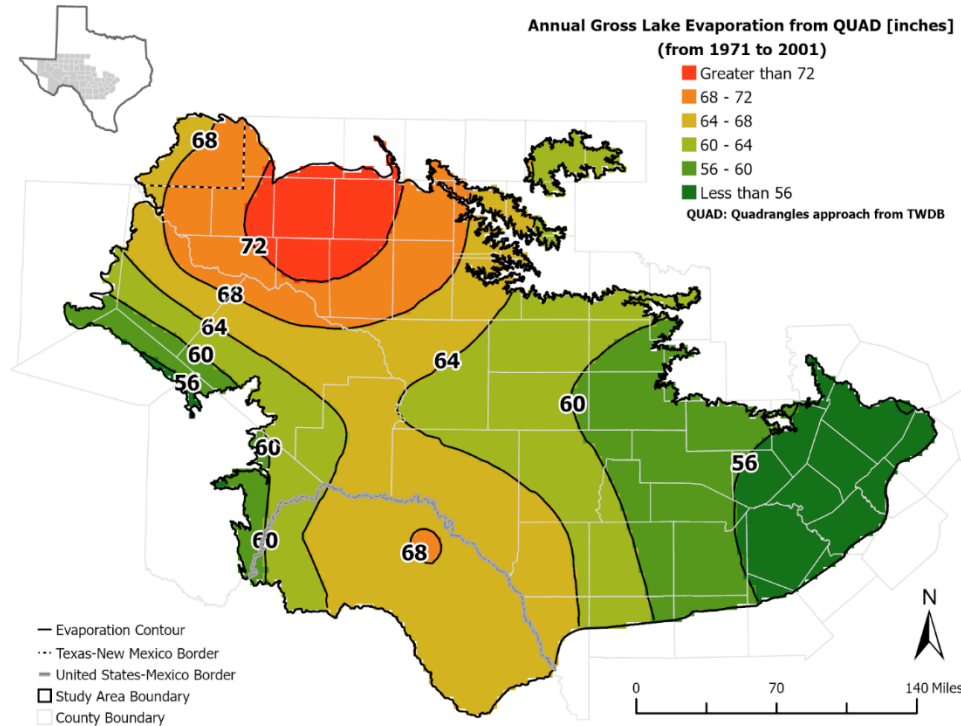 Annual Gross Lake Evaporation from QUAD [inches]
(from 1971 to 2001)
Greater than 72
68 - 72
64 - 68
60 - 64
56 - 60
Less than 56
QUAD: Quadrangles approach from TWDB
68
72
68
64
60
56
64
60
60
56
60
68
N
Evaporation Contour
Texas-New Mexico Border
United States-Mexico Border
Study Area Boundary
County Boundary
0 70 140 Miles